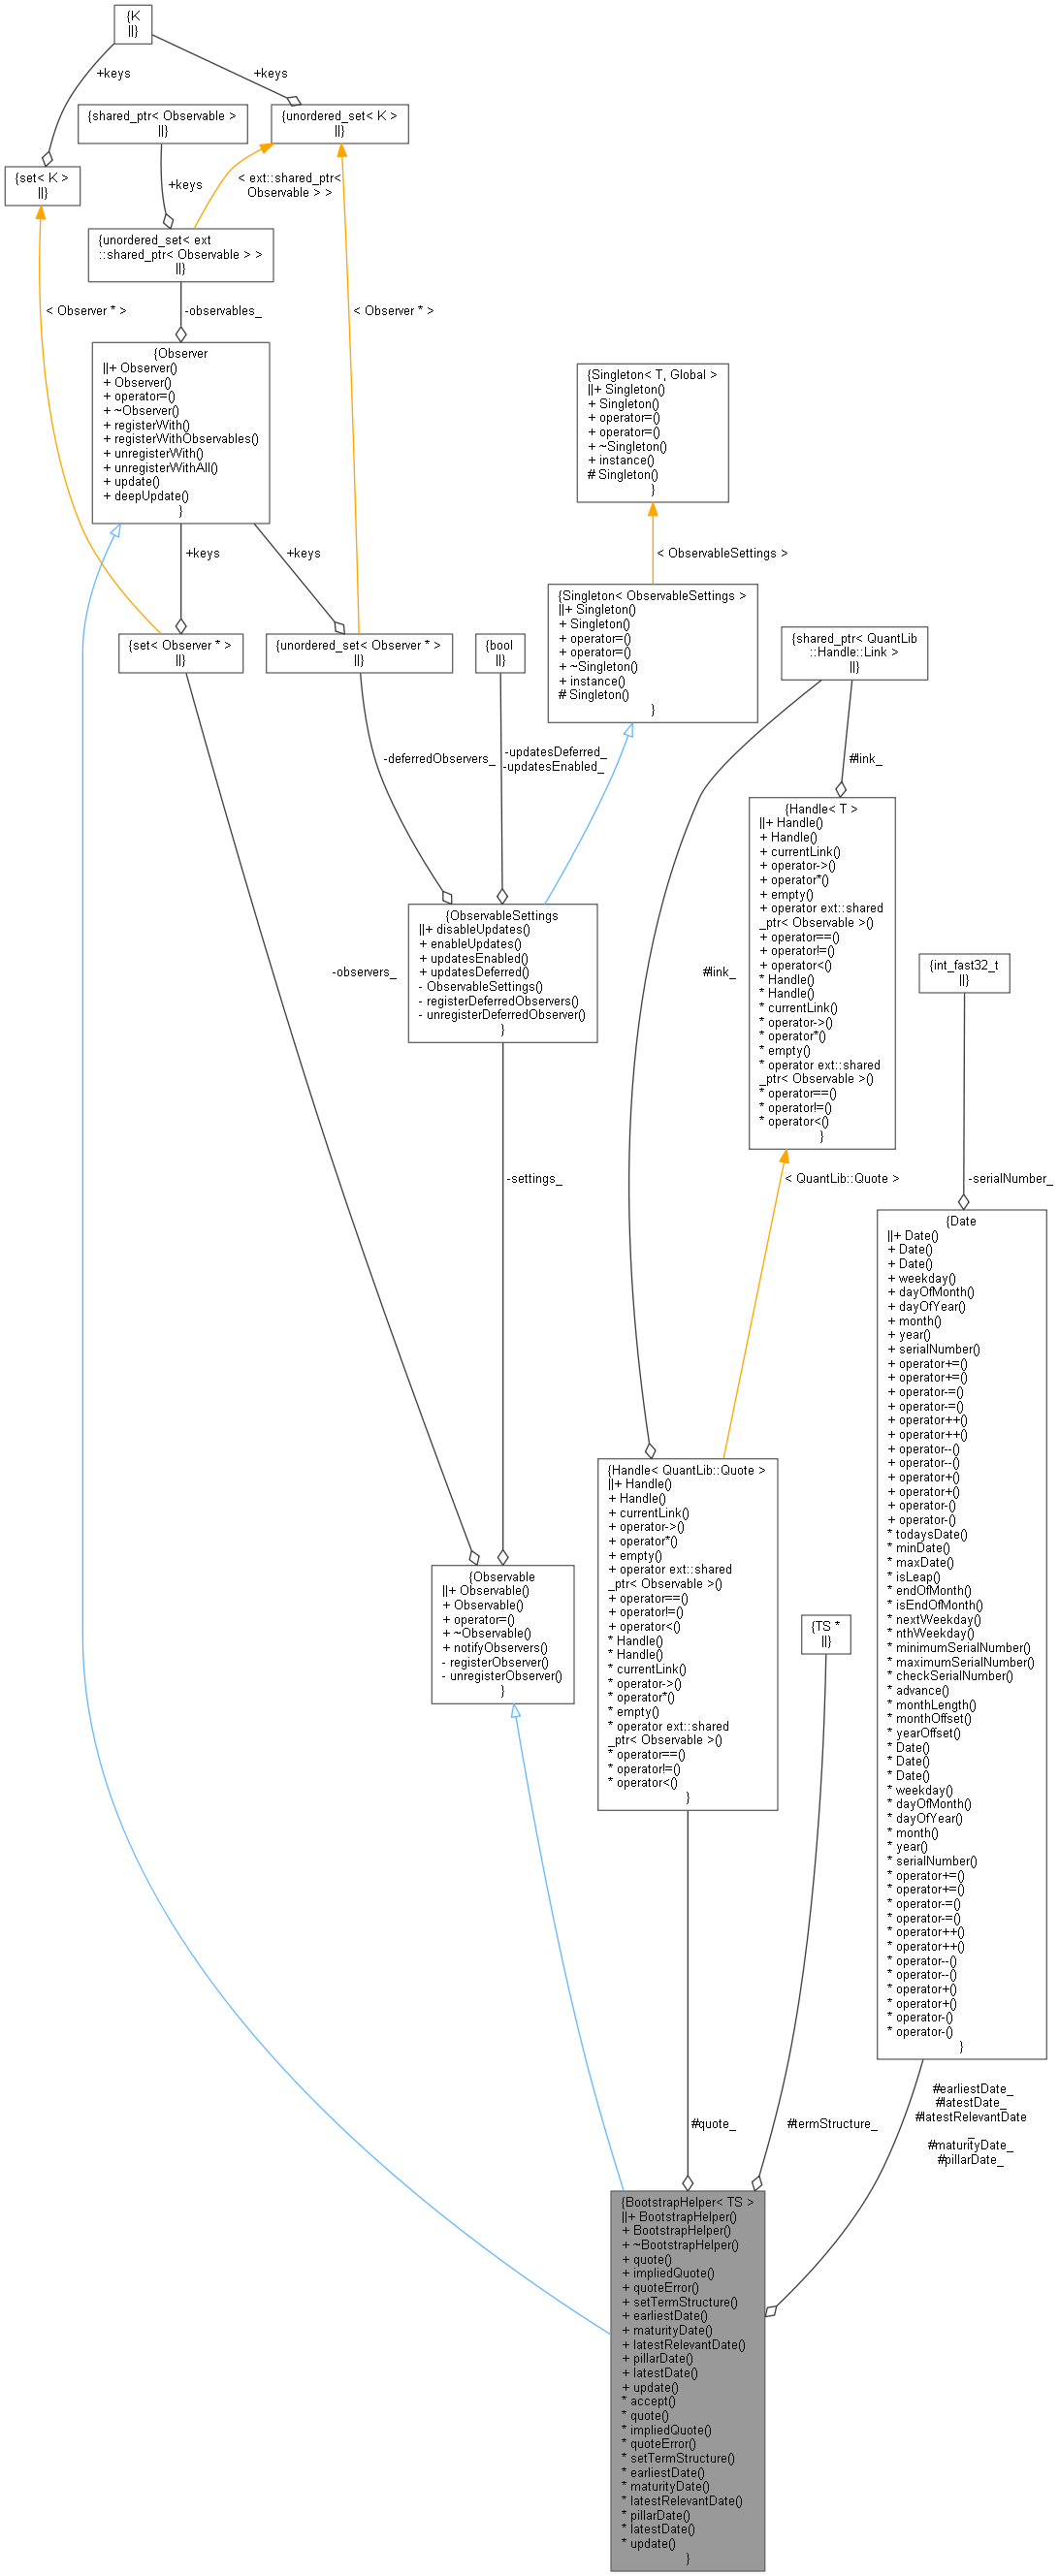 {K
||}
+keys
+keys
{shared_ptr< Observable >
||}
{unordered_set< K >
||}
{set< K >
||}
+keys
< ext::shared_ptr<
Observable > >
{unordered_set< ext
::shared_ptr< Observable > >
||}
< Observer * >
-observables_
< Observer * >
{Observer
||+ Observer()
+ Observer()
+ operator=()
+ ~Observer()
+ registerWith()
+ registerWithObservables()
+ unregisterWith()
+ unregisterWithAll()
+ update()
+ deepUpdate()
}
{Singleton< T, Global >
||+ Singleton()
+ Singleton()
+ operator=()
+ operator=()
+ ~Singleton()
+ instance()
# Singleton()
}
+keys
+keys
< ObservableSettings >
{set< Observer * >
||}
{unordered_set< Observer * >
||}
{bool
||}
{Singleton< ObservableSettings >
||+ Singleton()
+ Singleton()
+ operator=()
+ operator=()
+ ~Singleton()
+ instance()
# Singleton()
}
{shared_ptr< QuantLib
::Handle::Link >
||}
-deferredObservers_
-updatesDeferred_
-updatesEnabled_
#link_
{Handle< T >
||+ Handle()
+ Handle()
+ currentLink()
+ operator->()
+ operator*()
+ empty()
+ operator ext::shared
_ptr< Observable >()
+ operator==()
+ operator!=()
+ operator<()
* Handle()
* Handle()
* currentLink()
* operator->()
* operator*()
* empty()
* operator ext::shared
_ptr< Observable >()
* operator==()
* operator!=()
* operator<()
}
{ObservableSettings
||+ disableUpdates()
+ enableUpdates()
+ updatesEnabled()
+ updatesDeferred()
- ObservableSettings()
- registerDeferredObservers()
- unregisterDeferredObserver()
}
-observers_
#link_
{int_fast32_t
||}
-settings_
< QuantLib::Quote >
-serialNumber_
{Date
||+ Date()
+ Date()
+ Date()
+ weekday()
+ dayOfMonth()
+ dayOfYear()
+ month()
+ year()
+ serialNumber()
+ operator+=()
+ operator+=()
+ operator-=()
+ operator-=()
+ operator++()
+ operator++()
+ operator--()
+ operator--()
+ operator+()
+ operator+()
+ operator-()
+ operator-()
* todaysDate()
* minDate()
* maxDate()
* isLeap()
* endOfMonth()
* isEndOfMonth()
* nextWeekday()
* nthWeekday()
* minimumSerialNumber()
* maximumSerialNumber()
* checkSerialNumber()
* advance()
* monthLength()
* monthOffset()
* yearOffset()
* Date()
* Date()
* Date()
* weekday()
* dayOfMonth()
* dayOfYear()
* month()
* year()
* serialNumber()
* operator+=()
* operator+=()
* operator-=()
* operator-=()
* operator++()
* operator++()
* operator--()
* operator--()
* operator+()
* operator+()
* operator-()
* operator-()
}
{Handle< QuantLib::Quote >
||+ Handle()
+ Handle()
+ currentLink()
+ operator->()
+ operator*()
+ empty()
+ operator ext::shared
_ptr< Observable >()
+ operator==()
+ operator!=()
+ operator<()
* Handle()
* Handle()
* currentLink()
* operator->()
* operator*()
* empty()
* operator ext::shared
_ptr< Observable >()
* operator==()
* operator!=()
* operator<()
}
{Observable
||+ Observable()
+ Observable()
+ operator=()
+ ~Observable()
+ notifyObservers()
- registerObserver()
- unregisterObserver()
}
{TS *
||}
#quote_
#termStructure_
#earliestDate_
#latestDate_
#latestRelevantDate
_
#maturityDate_
#pillarDate_
{BootstrapHelper< TS >
||+ BootstrapHelper()
+ BootstrapHelper()
+ ~BootstrapHelper()
+ quote()
+ impliedQuote()
+ quoteError()
+ setTermStructure()
+ earliestDate()
+ maturityDate()
+ latestRelevantDate()
+ pillarDate()
+ latestDate()
+ update()
* accept()
* quote()
* impliedQuote()
* quoteError()
* setTermStructure()
* earliestDate()
* maturityDate()
* latestRelevantDate()
* pillarDate()
* latestDate()
* update()
}